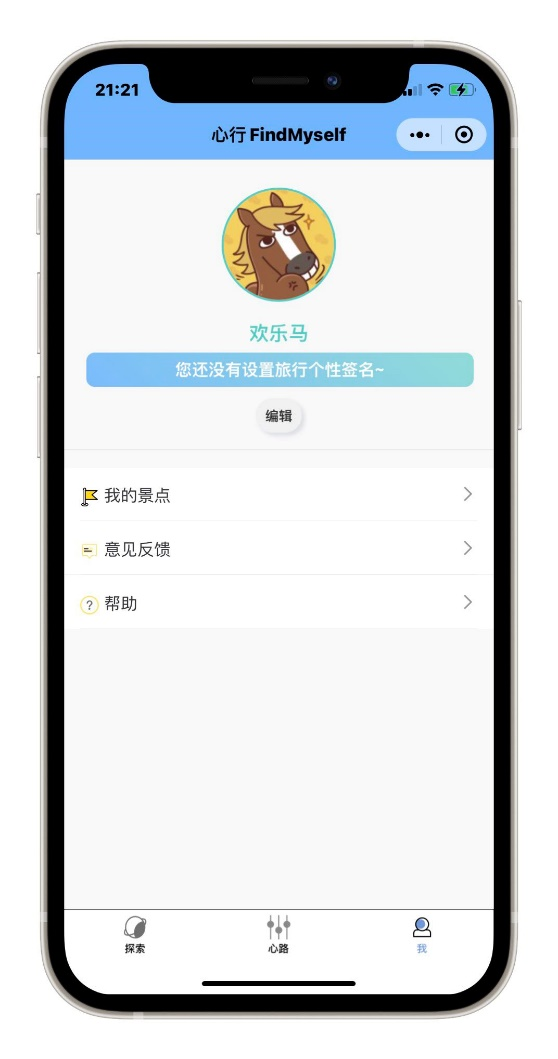 21:21
心行 FindMyself
欢乐马
您还没有设置旅行个性签名~
编辑
我的景点
意见反馈
?帮助
探索
心路
我